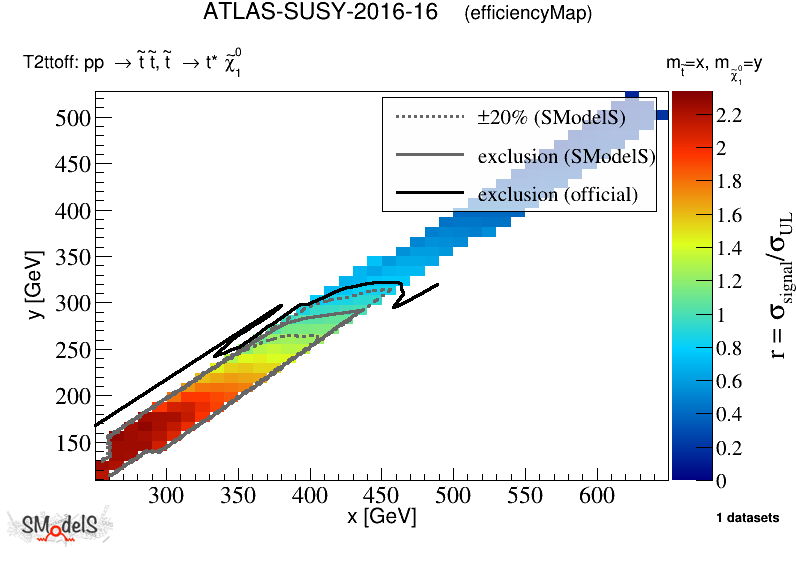 ATLAS-SUSY-2016-16 (efficiencyMap)
T2ttoff: pp → t̃ t̃, t̃ → t* χ̃⁰₁
m_t̃=x, m_χ̃⁰₁=y
±20% (SModelS)
exclusion (SModelS)
exclusion (official)
500
450
400
350
300
250
200
150
y [GeV]
300 350 400 450 500 550 600
x [GeV]
2.2
2
1.8
1.6
1.4
1.2
1
0.8
0.6
0.4
0.2
0
r = σ_signal/σ_UL
SModelS
1 datasets